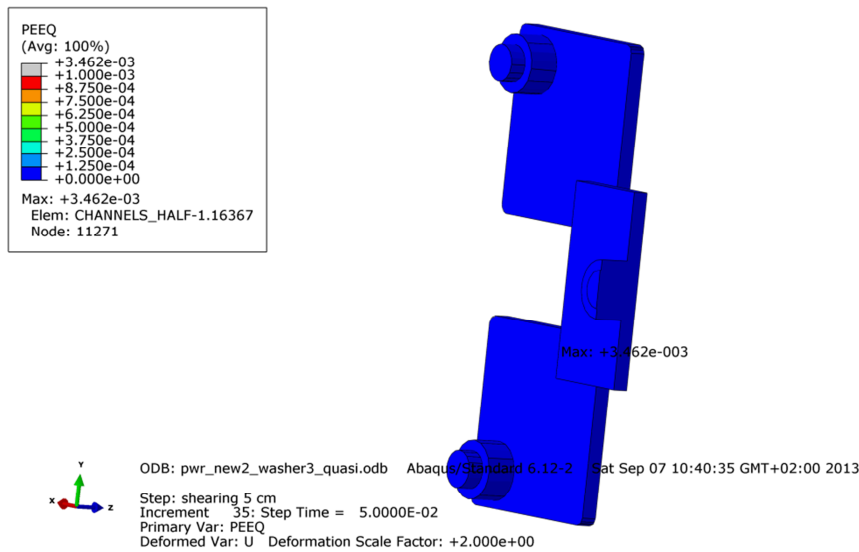 PEEQ
(Avg: 100%)
+3.462e-03
+1.000e-03
+8.750e-04
+7.500e-04
+6.250e-04
+5.000e-04
+3.750e-04
+2.500e-04
+1.250e-04
+0.000e+00
Max: +3.462e-03
Elem: CHANNELS_HALF-1.16367
Node: 11271
Max: +3.462e-003
Y
X
Z
ODB: pwr_new2_washer3_quasi.odb Abaqus/Standard 6.12-2 Sat Sep 07 10:40:35 GMT+02:00 2013
Step: shearing 5 cm
Increment 35: Step Time = 5.0000E-02
Primary Var: PEEQ
Deformed Var: U Deformation Scale Factor: +2.000e+00